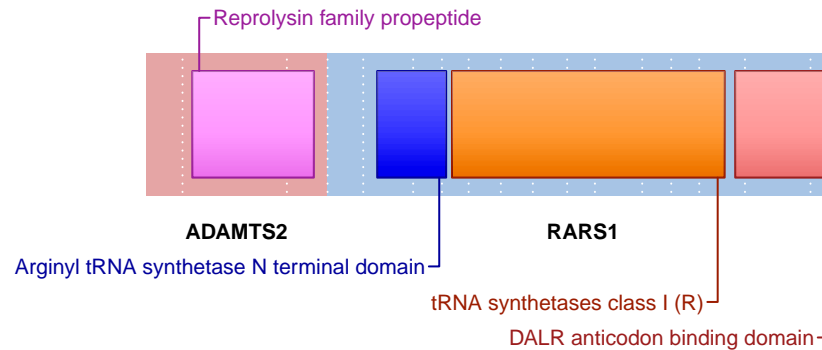 Reprolysin family propeptide
ADAMTS2
RARS1
Arginyl tRNA synthetase N terminal domain
tRNA synthetases class I (R)
DALR anticodon binding domain